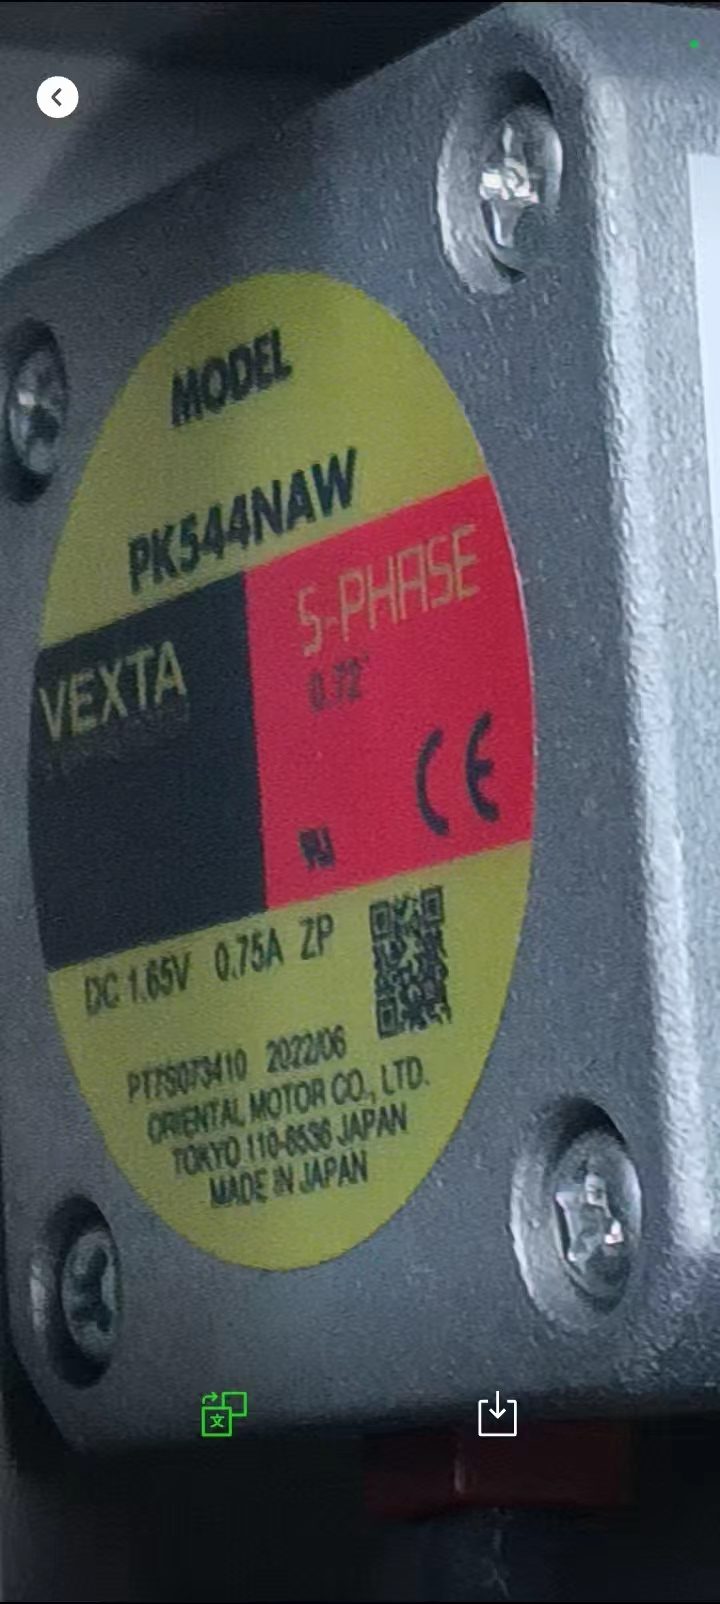 MODEL
PK544NAW
5-PHASE
0.72°
VEXTA
CE
DC 1.65V 0.75A ZP
2022/06
ORIENTAL MOTOR CO., LTD.
TOKYO 110-8536 JAPAN
MADE IN JAPAN